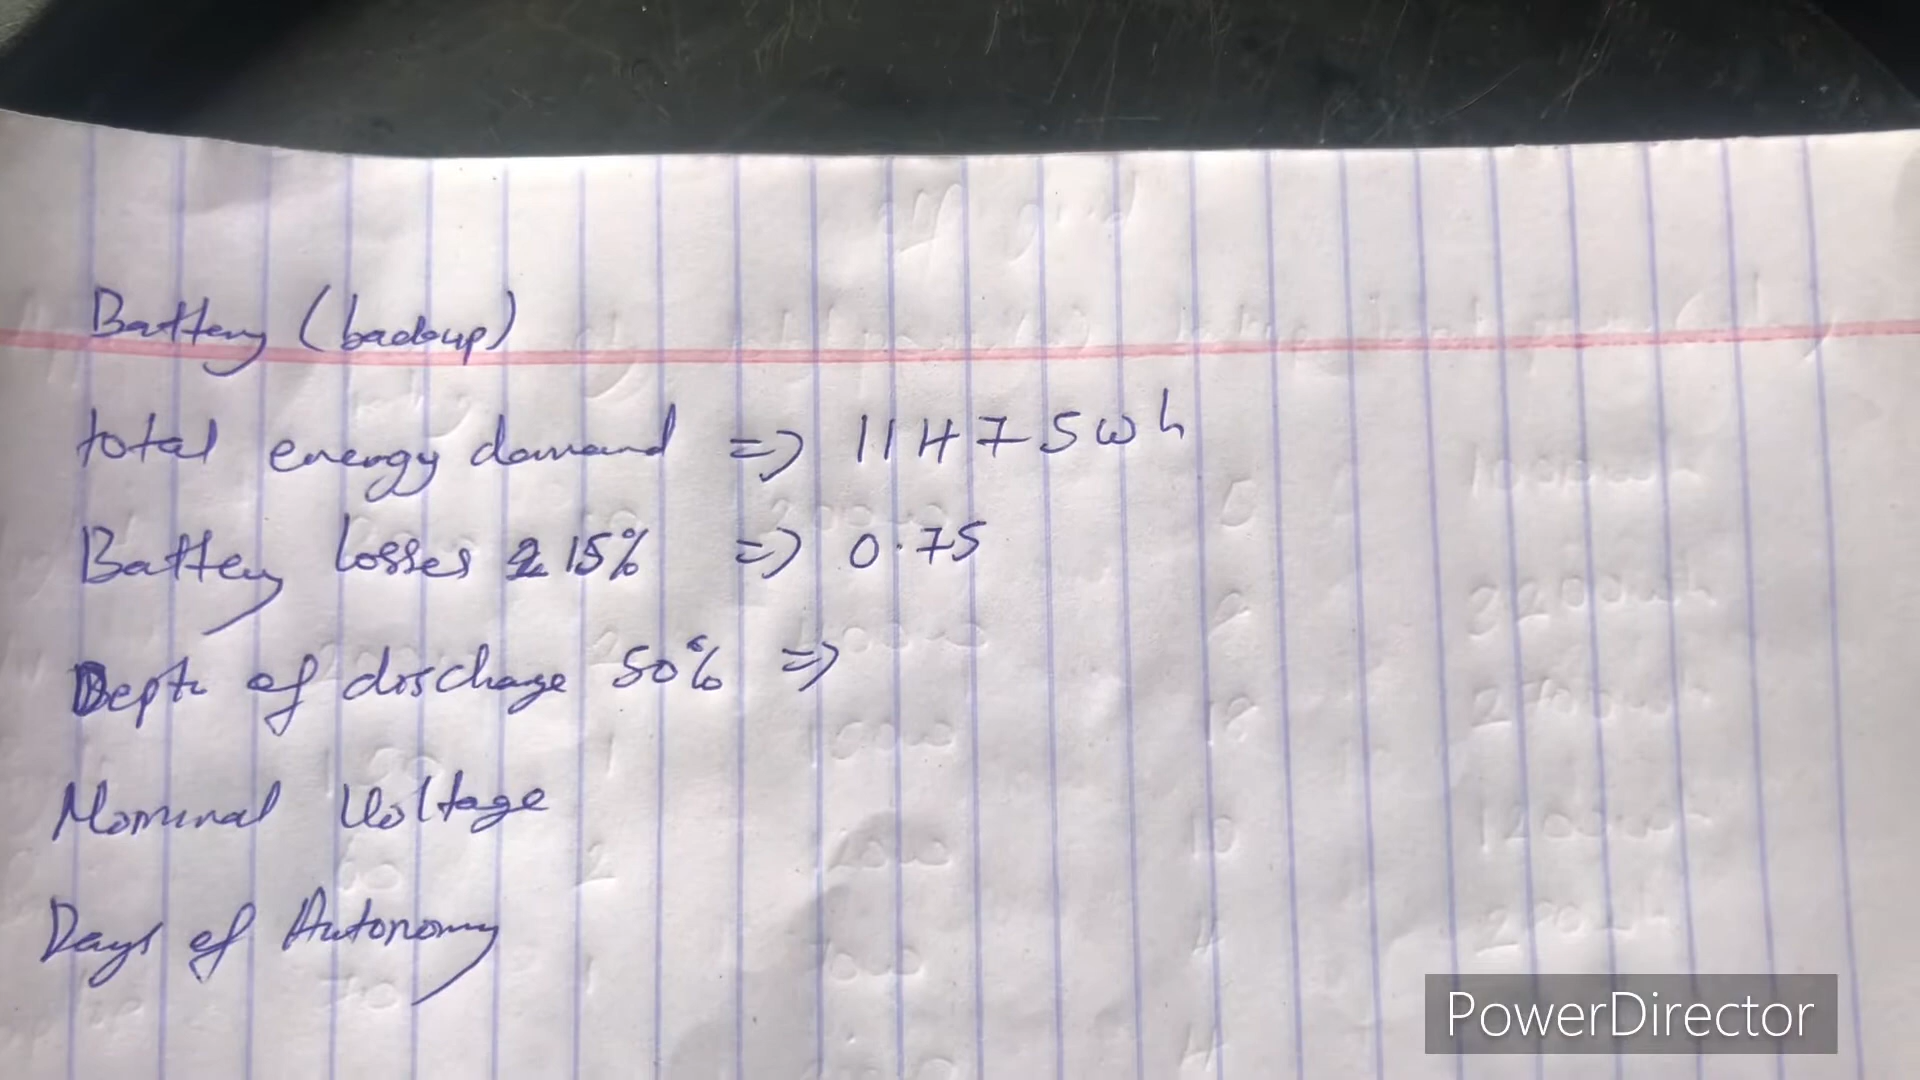 Battery (backup)
total energy demand => 11475wh
Battery losses 15% => 0.75
Depth of discharge 50% =>
Nominal Voltage
Days of Autonomy
PowerDirector